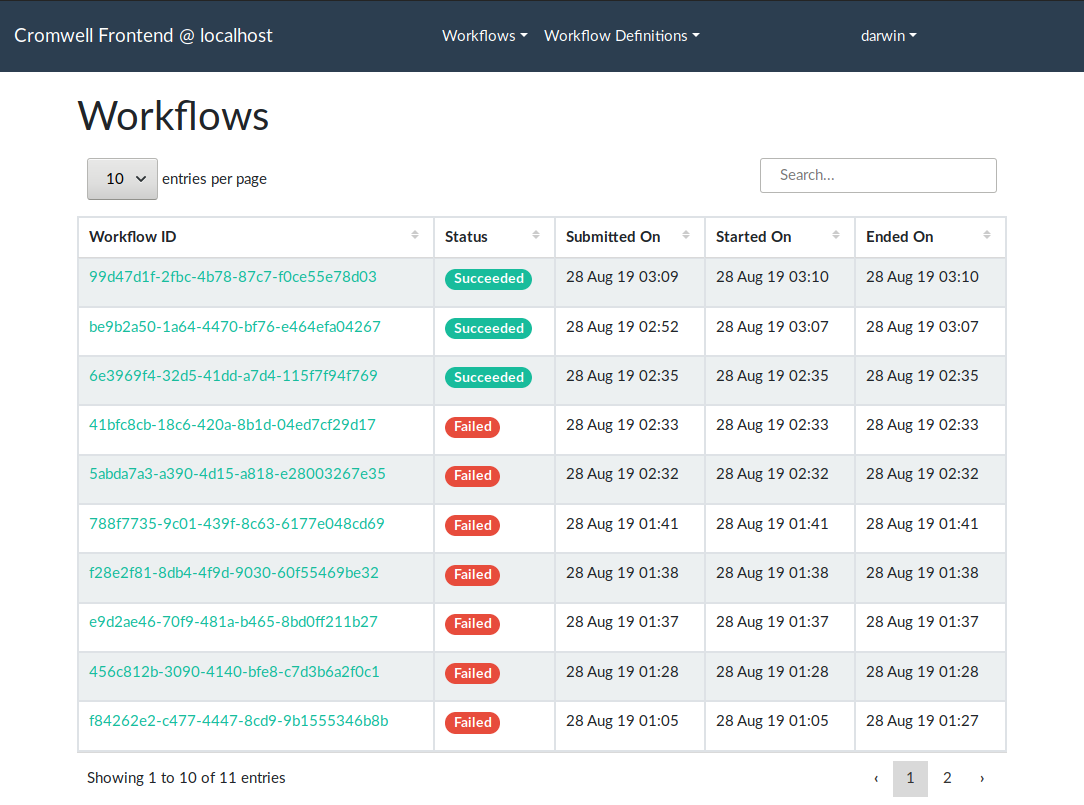 Cromwell Frontend @ localhost Workflows Workflow Definitions darwin
Workflows
10 entries per page Search...
Workflow ID Status Submitted On Started On Ended On
99d47d1f-2fbc-4b78-87c7-f0ce55e78d03 Succeeded 28 Aug 19 03:09 28 Aug 19 03:10 28 Aug 19 03:10
be9b2a50-1a64-4470-bf76-e464efa04267 Succeeded 28 Aug 19 02:52 28 Aug 19 03:07 28 Aug 19 03:07
6e3969f4-32d5-41dd-a7d4-115f7f94f769 Succeeded 28 Aug 19 02:35 28 Aug 19 02:35 28 Aug 19 02:35
41bfc8cb-18c6-420a-8b1d-04ed7cf29d17 Failed 28 Aug 19 02:33 28 Aug 19 02:33 28 Aug 19 02:33
5abda7a3-a390-4d15-a818-e28003267e35 Failed 28 Aug 19 02:32 28 Aug 19 02:32 28 Aug 19 02:32
788f7735-9c01-439f-8c63-6177e048cd69 Failed 28 Aug 19 01:41 28 Aug 19 01:41 28 Aug 19 01:41
f28e2f81-8db4-4f9d-9030-60f55469be32 Failed 28 Aug 19 01:38 28 Aug 19 01:38 28 Aug 19 01:38
e9d2ae46-70f9-481a-b465-8bd0ff211b27 Failed 28 Aug 19 01:37 28 Aug 19 01:37 28 Aug 19 01:37
456c812b-3090-4140-bfe8-c7d3b6a2f0c1 Failed 28 Aug 19 01:28 28 Aug 19 01:28 28 Aug 19 01:28
f84262e2-c477-4447-8cd9-9b1555346b8b Failed 28 Aug 19 01:05 28 Aug 19 01:05 28 Aug 19 01:27
Showing 1 to 10 of 11 entries ‹ 1 2 ›